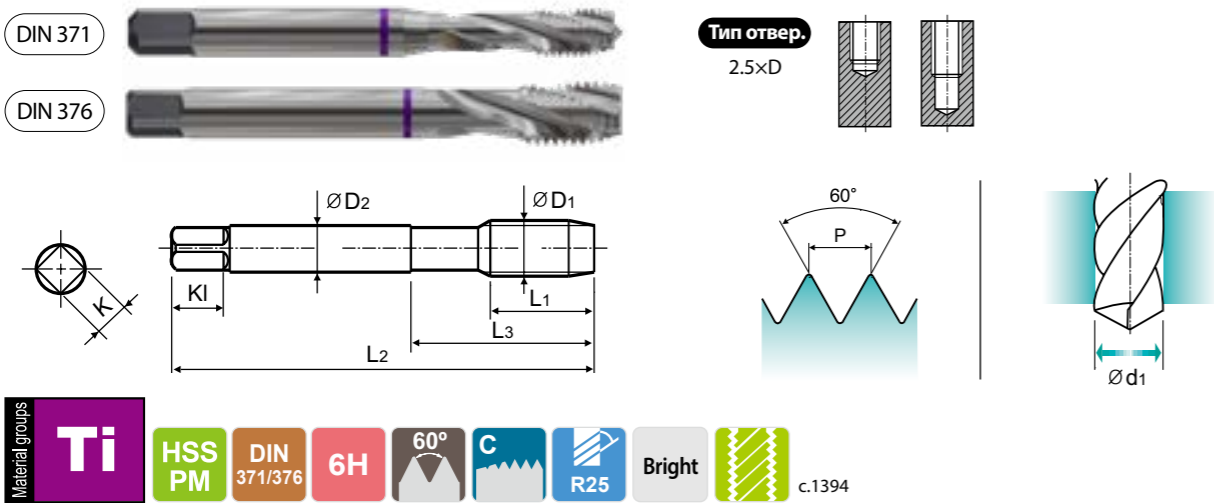 DIN 371
DIN 376
Тип отвер.
2.5×D
ØD2
ØD1
K
Kl
L1
L3
L2
60°
P
Ød1
Material groups
Ti
HSS
PM
DIN
371/376
6H
60º
C
R25
Bright
c.1394